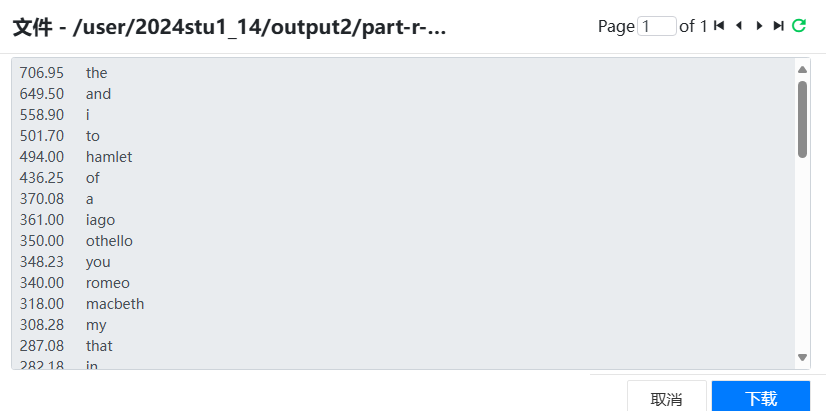 文件 - /user/2024stu1_14/output2/part-r-...
Page 1 of 1
706.95 the
649.50 and
558.90 i
501.70 to
494.00 hamlet
436.25 of
370.08 a
361.00 iago
350.00 othello
348.23 you
340.00 romeo
318.00 macbeth
308.28 my
287.08 that
282.18 in
取消
下载